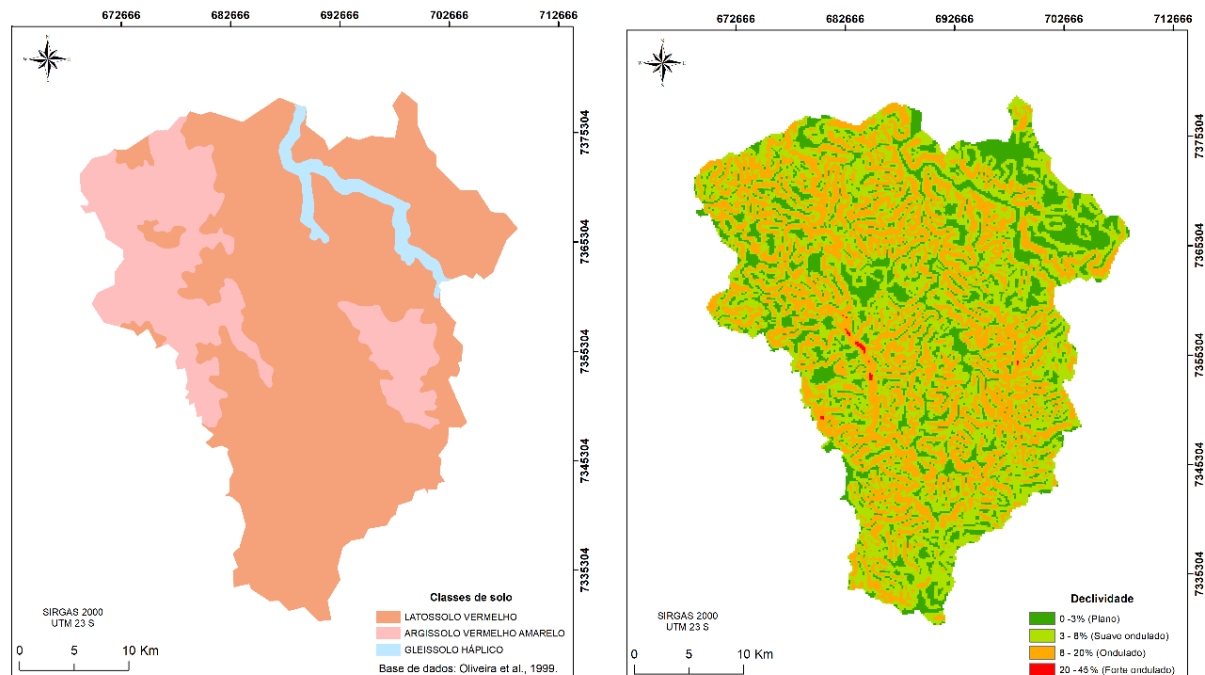 672666 682666 692666 702666 712666
7375304
7365304
7355304
7345304
7335304
N
SIRGAS 2000
UTM 23 S
0 5 10 Km
Classes de solo
LATOSSOLO VERMELHO
ARGISSOLO VERMELHO AMARELO
GLEISSOLO HÁPLICO
Base de dados: Oliveira et al., 1999.
672666 682666 692666 702666 712666
7375304
7365304
7355304
7345304
7335304
N
SIRGAS 2000
UTM 23 S
0 5 10 Km
Declividade
0 -3% (Plano)
3 - 8% (Suavo ondulado)
8 - 20% (Ondulado)
20 - 45% (Forte ondulado)